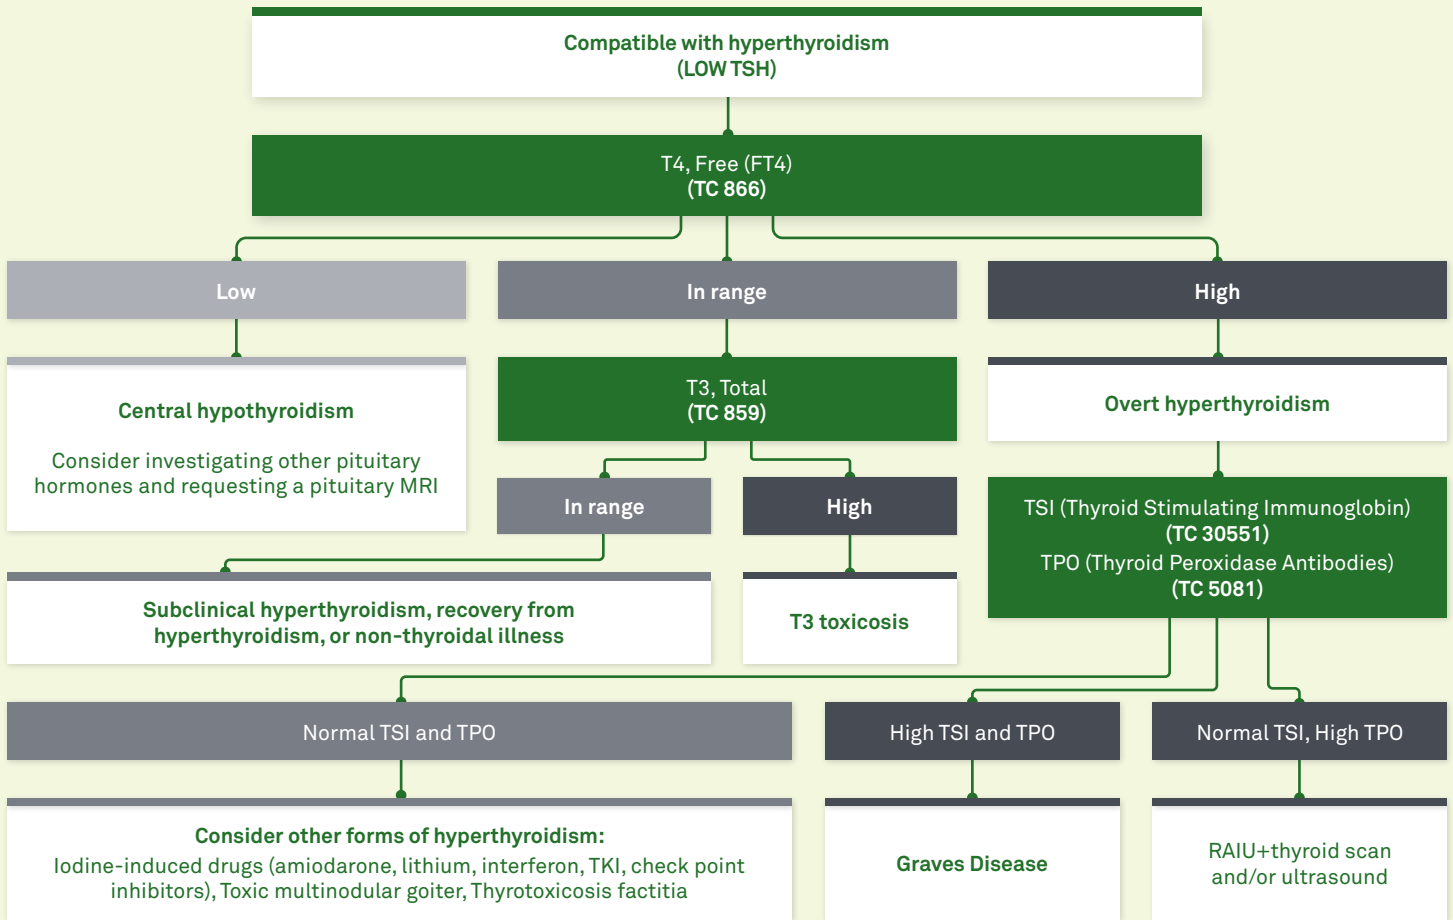 Compatible with hyperthyroidism
(LOW TSH)
T4, Free (FT4)
(TC 866)
Low
In range
High
Central hypothyroidism
Consider investigating other pituitary
hormones and requesting a pituitary MRI
T3, Total
(TC 859)
Overt hyperthyroidism
In range
High
TSI (Thyroid Stimulating Immunoglobin)
(TC 30551)
TPO (Thyroid Peroxidase Antibodies)
(TC 5081)
Subclinical hyperthyroidism, recovery from
hyperthyroidism, or non-thyroidal illness
T3 toxicosis
Normal TSI and TPO
High TSI and TPO
Normal TSI, High TPO
Consider other forms of hyperthyroidism:
Iodine-induced drugs (amiodarone, lithium, interferon, TKI, check point
inhibitors), Toxic multinodular goiter, Thyrotoxicosis factitia
Graves Disease
RAIU+thyroid scan
and/or ultrasound